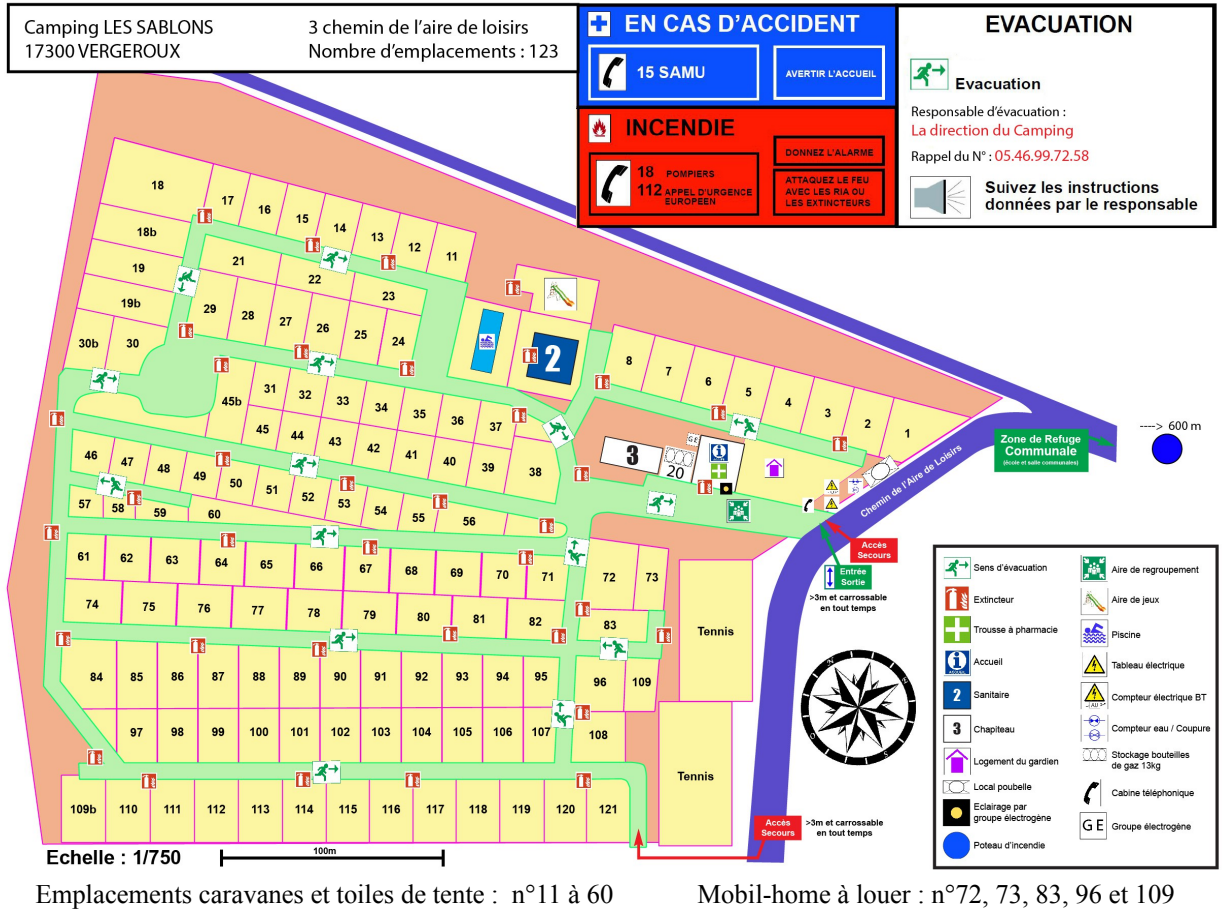 Camping LES SABLONS
17300 VERGEROUX
3 chemin de l'aire de loisirs
Nombre d'emplacements : 123
EN CAS D'ACCIDENT
15 SAMU
AVERTIR L'ACCUEIL
INCENDIE
18 POMPIERS
112 APPEL D'URGENCE
EUROPEEN
DONNEZ L'ALARME
ATTAQUEZ LE FEU
AVEC LES RIA OU
LES EXTINCTEURS
EVACUATION
Evacuation
Responsable d'évacuation :
La direction du Camping
Rappel du N° : 05.46.99.72.58
Suivez les instructions
données par le responsable
18 17 16 15 14 13 12 11
18b
19 21 22 23
19b 29 28 27 26 25 24
30b 30
2
8 7 6 5 4 3 2 1
45b 31 32 33 34 35 36 37
45 44 43 42 41 40 39 38
3
GE
20
46 47 48 49 50 51 52 53 54 55 56
57 58 59 60
61 62 63 64 65 66 67 68 69 70 71 72 73
74 75 76 77 78 79 80 81 82 83
84 85 86 87 88 89 90 91 92 93 94 95 96 109
97 98 99 100 101 102 103 104 105 106 107 108
109b 110 111 112 113 114 115 116 117 118 119 120 121
Tennis
Tennis
Chemin de l'Aire de Loisirs
Zone de Refuge
Communale
(école et salle communales)
----> 600 m
Accès
Secours
Entrée
Sortie
>3m et carrossable
en tout temps
Accès
Secours
>3m et carrossable
en tout temps
Sens d'évacuation
Extincteur
Trousse à pharmacie
Accueil
2 Sanitaire
3 Chapiteau
Logement du gardien
Local poubelle
Eclairage par
groupe électrogène
Poteau d'incendie
Aire de regroupement
Aire de jeux
Piscine
Tableau électrique
Compteur électrique BT
Compteur eau / Coupure
Stockage bouteilles
de gaz 13kg
Cabine téléphonique
GE Groupe électrogène
Echelle : 1/750
100m
Emplacements caravanes et toiles de tente : n°11 à 60
Mobil-home à louer : n°72, 73, 83, 96 et 109